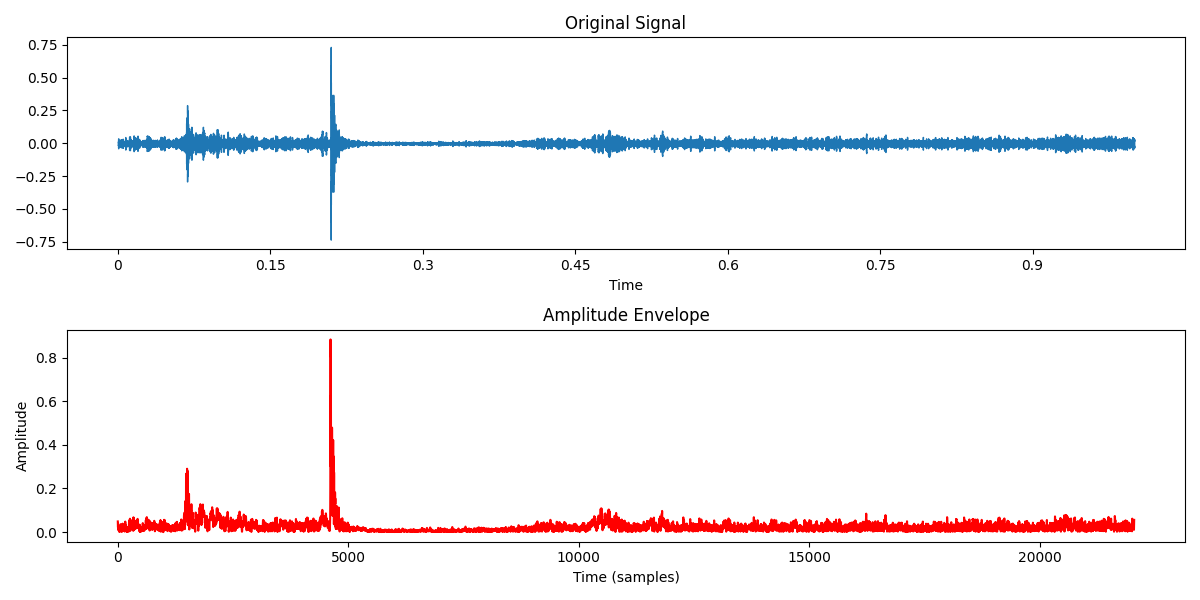 Original Signal
0.75
0.50
0.25
0.00
−0.25
−0.50
−0.75
0 0.15 0.3 0.45 0.6 0.75 0.9
Time
Amplitude Envelope
Amplitude
0.8
0.6
0.4
0.2
0.0
0 5000 10000 15000 20000
Time (samples)